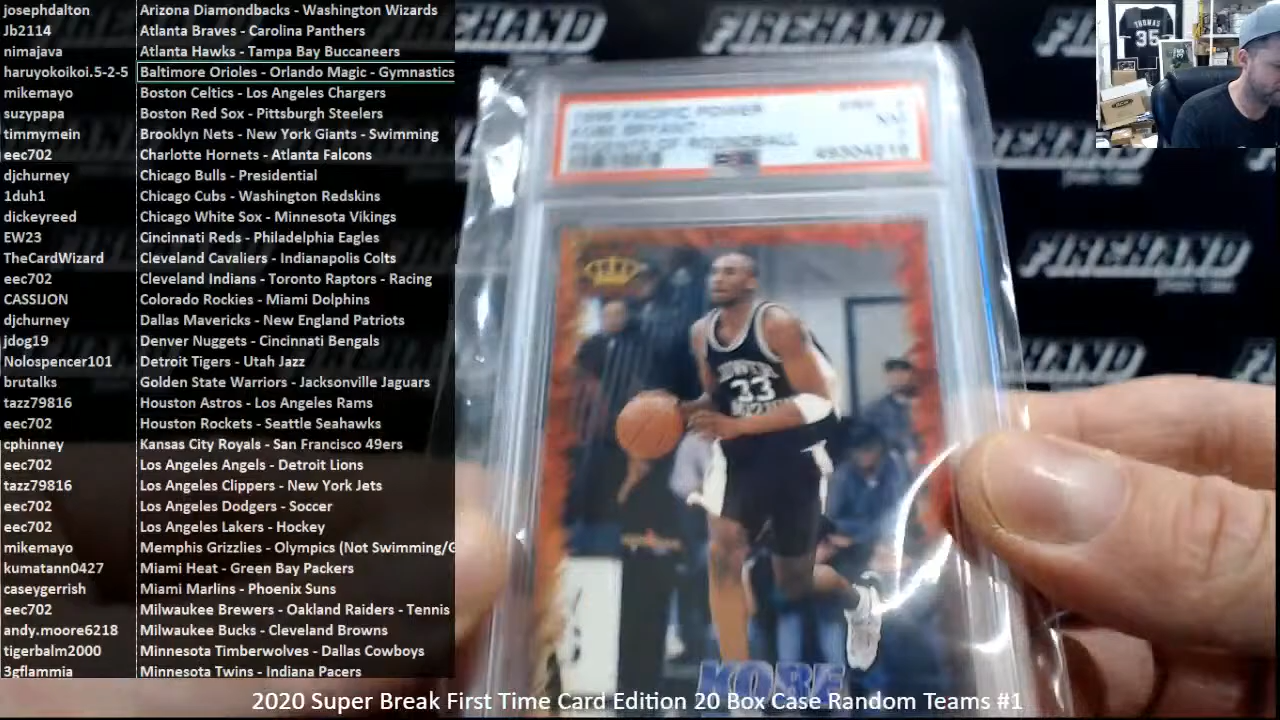 josephdalton Arizona Diamondbacks - Washington Wizards
Jb2114 Atlanta Braves - Carolina Panthers
nimajava Atlanta Hawks - Tampa Bay Buccaneers
haruyokoikoi.5-2-5 Baltimore Orioles - Orlando Magic - Gymnastics
mikemayo Boston Celtics - Los Angeles Chargers
suzypapa Boston Red Sox - Pittsburgh Steelers
timmymein Brooklyn Nets - New York Giants - Swimming
eec702 Charlotte Hornets - Atlanta Falcons
djchurney Chicago Bulls - Presidential
1duh1 Chicago Cubs - Washington Redskins
dickeyreed Chicago White Sox - Minnesota Vikings
EW23 Cincinnati Reds - Philadelphia Eagles
TheCardWizard Cleveland Cavaliers - Indianapolis Colts
eec702 Cleveland Indians - Toronto Raptors - Racing
CASSIJON Colorado Rockies - Miami Dolphins
djchurney Dallas Mavericks - New England Patriots
jdog19 Denver Nuggets - Cincinnati Bengals
Nolospencer101 Detroit Tigers - Utah Jazz
brutalks Golden State Warriors - Jacksonville Jaguars
tazz79816 Houston Astros - Los Angeles Rams
eec702 Houston Rockets - Seattle Seahawks
cphinney Kansas City Royals - San Francisco 49ers
eec702 Los Angeles Angels - Detroit Lions
tazz79816 Los Angeles Clippers - New York Jets
eec702 Los Angeles Dodgers - Soccer
eec702 Los Angeles Lakers - Hockey
mikemayo Memphis Grizzlies - Olympics (Not Swimming/G
kumatann0427 Miami Heat - Green Bay Packers
caseygerrish Miami Marlins - Phoenix Suns
eec702 Milwaukee Brewers - Oakland Raiders - Tennis
andy.moore6218 Milwaukee Bucks - Cleveland Browns
tigerbalm2000 Minnesota Timberwolves - Dallas Cowboys
3gflammia Minnesota Twins - Indiana Pacers
FIREHAND
FIREHAND
THOMAS
35
POWER
KOBE BRYANT
49304219
FIREHAND
33
KOBE
2020 Super Break First Time Card Edition 20 Box Case Random Teams #1